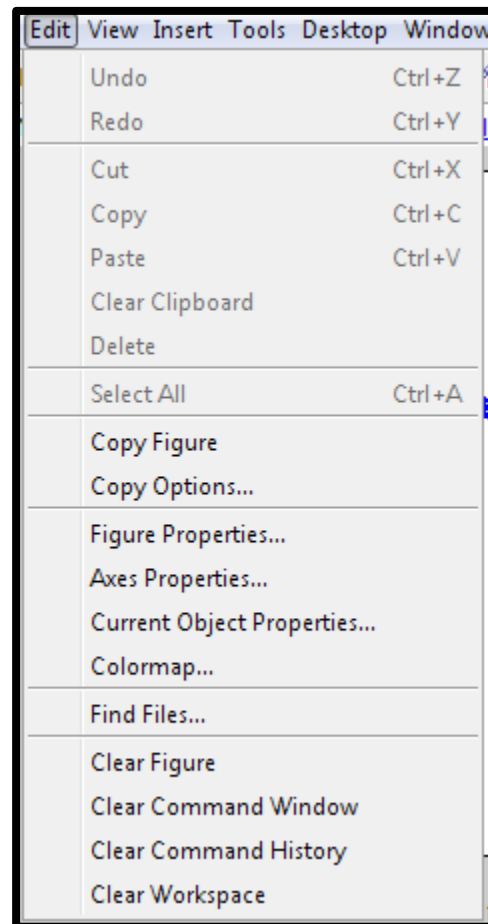 Edit View Insert Tools Desktop Window
Undo Ctrl+Z
Redo Ctrl+Y
Cut Ctrl+X
Copy Ctrl+C
Paste Ctrl+V
Clear Clipboard
Delete
Select All Ctrl+A
Copy Figure
Copy Options...
Figure Properties...
Axes Properties...
Current Object Properties...
Colormap...
Find Files...
Clear Figure
Clear Command Window
Clear Command History
Clear Workspace